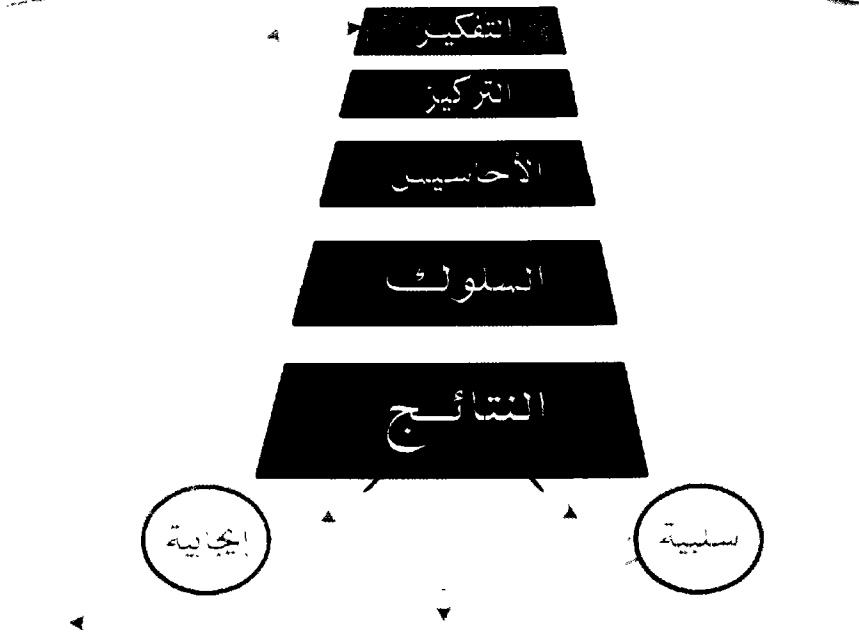 التفكير
التركيز
الأحاسيس
السلوك
النتائج
سلبية
إيجابية